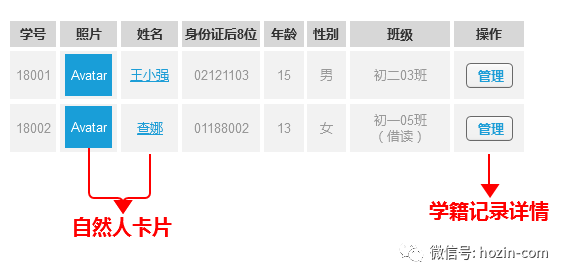 学号 照片 姓名 身份证后8位 年龄 性别 班级 操作
18001 Avatar 王小强 02121103 15 男 初二03班 管理
18002 Avatar 查娜 01188002 13 女 初一05班 管理
（借读）
自然人卡片
学籍记录详情
微信号: hozin-com